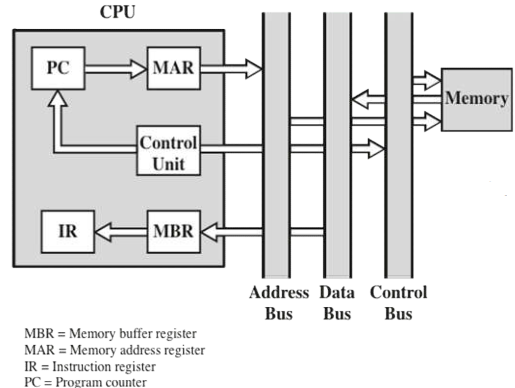 CPU
PC
MAR
Memory
Control
Unit
IR
MBR
Address Data Control
Bus Bus Bus
MBR = Memory buffer register
MAR = Memory address register
IR = Instruction register
PC = Program counter